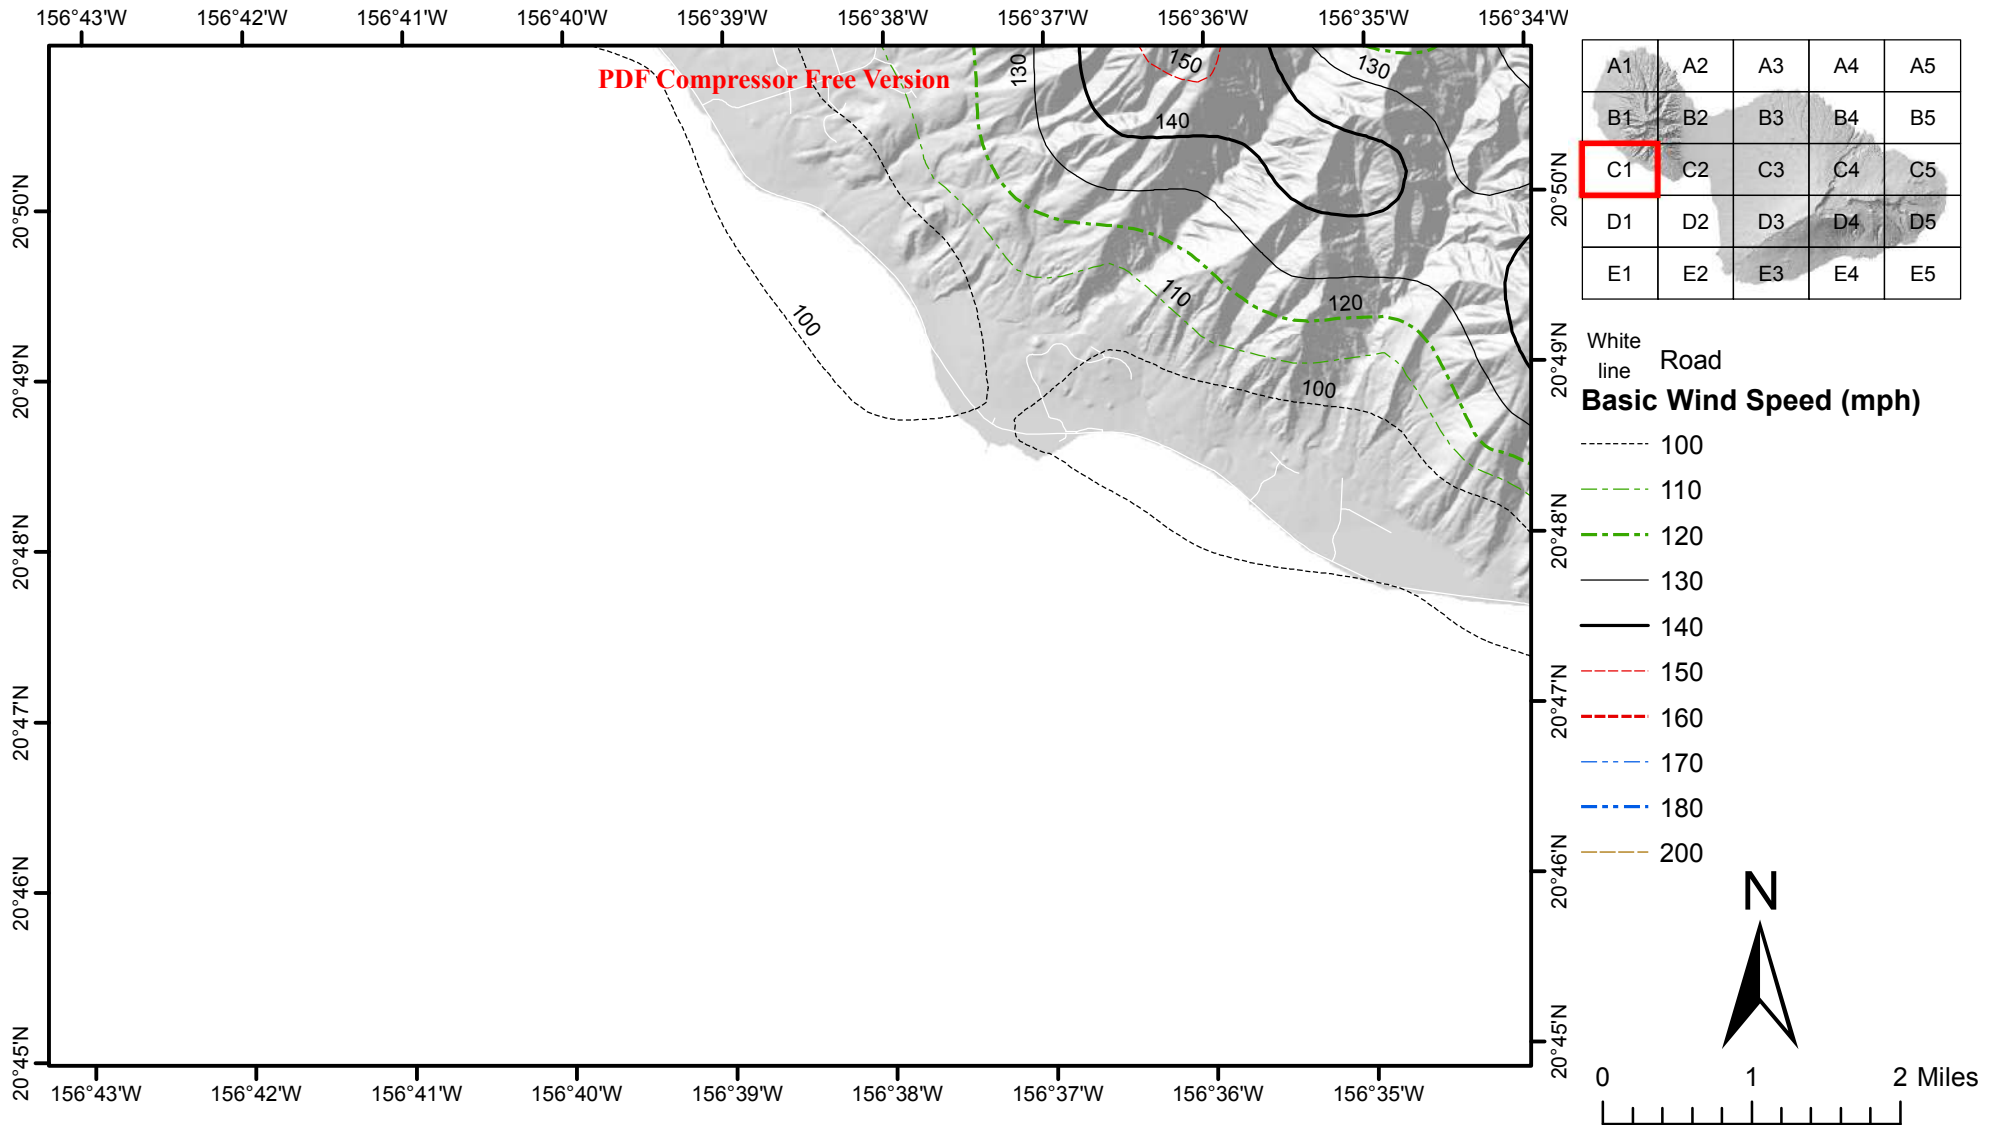 156°43'W 156°42'W 156°41'W 156°40'W 156°39'W 156°38'W 156°37'W 156°36'W 156°35'W 156°34'W
PDF Compressor Free Version
130
150
130
140
100
110
120
100
20°50'N
20°49'N
20°48'N
20°47'N
20°46'N
20°45'N
20°50'N
20°49'N
20°48'N
20°47'N
20°46'N
20°45'N
156°43'W 156°42'W 156°41'W 156°40'W 156°39'W 156°38'W 156°37'W 156°36'W 156°35'W
A1 A2 A3 A4 A5
B1 B2 B3 B4 B5
C1 C2 C3 C4 C5
D1 D2 D3 D4 D5
E1 E2 E3 E4 E5
White
line
Road
Basic Wind Speed (mph)
100
110
120
130
140
150
160
170
180
200
N
0 1 2 Miles